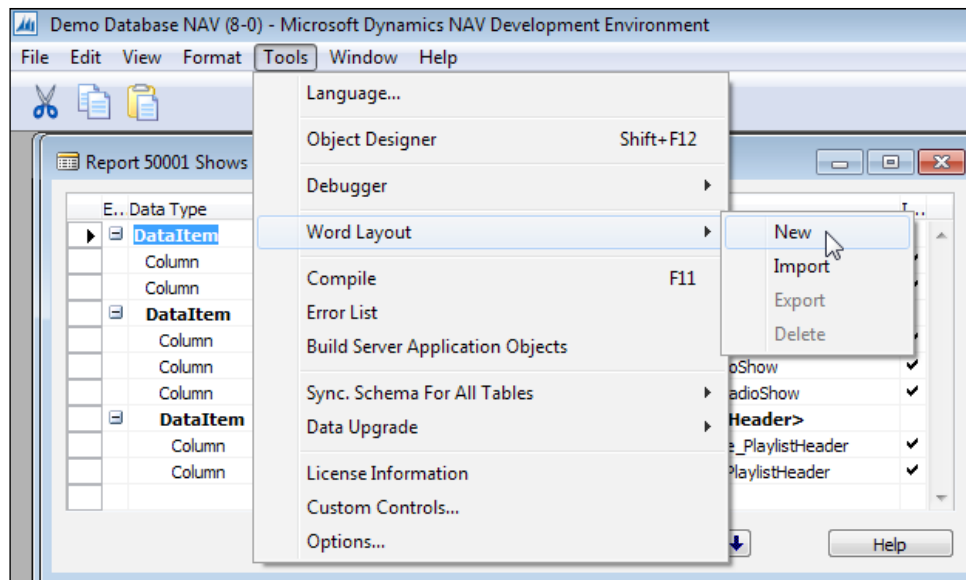 Demo Database NAV (8-0) - Microsoft Dynamics NAV Development Environment
File Edit View Format Tools Window Help
Language...
Object Designer Shift+F12
Report 50001 Shows
Debugger
E.. Data Type
DataItem
Word Layout
New
Column
Import
Column
Compile F11
Export
DataItem
Error List
Delete
Column
Build Server Application Objects
Column
oShow
Column
Sync. Schema For All Tables
adioShow
DataItem
Data Upgrade
Header>
Column
e_PlaylistHeader
Column
License Information
PlaylistHeader
Custom Controls...
Options...
Help